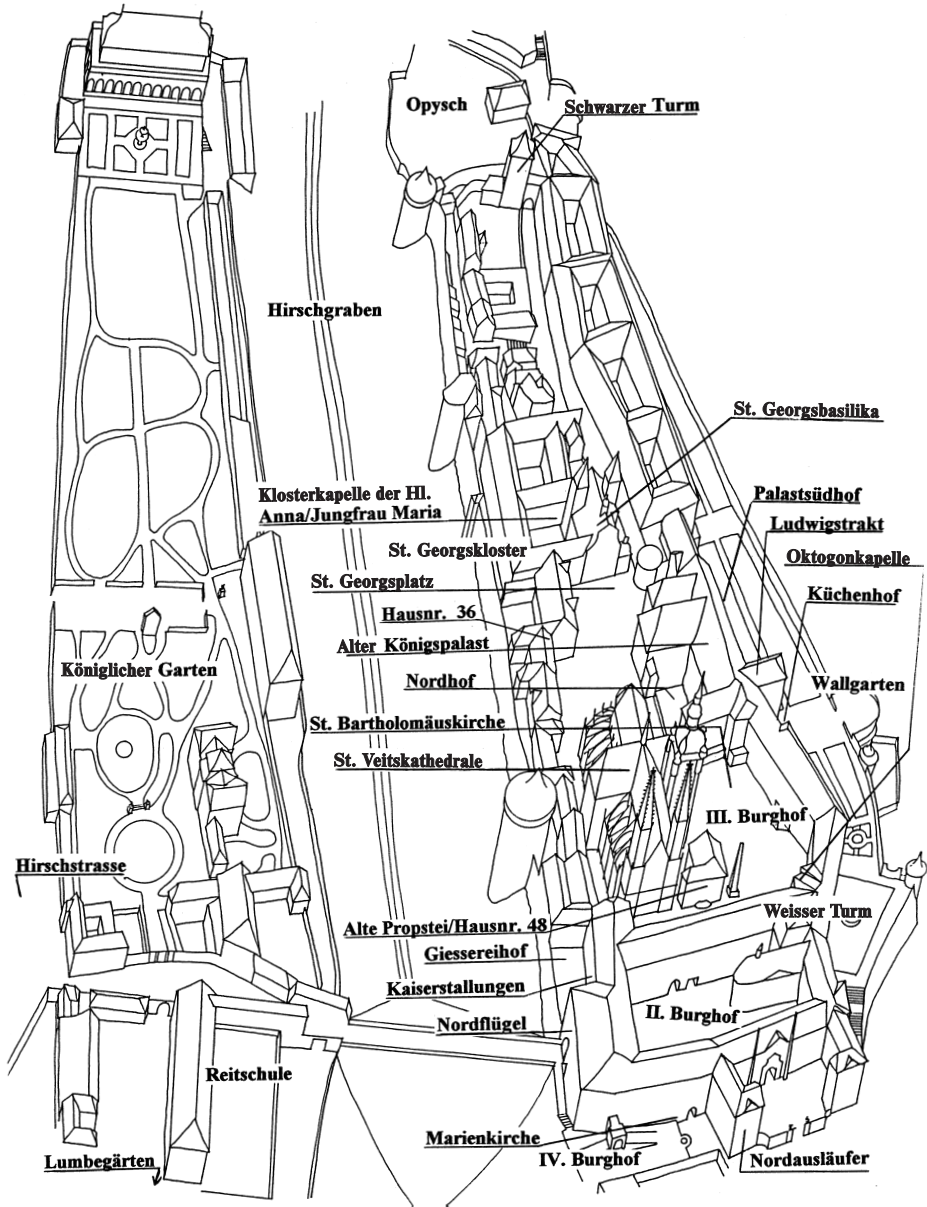 Opysch
Schwarzer Turm
Hirschgraben
St. Georgsbasilika
Klosterkapelle der Hl.
Anna/Jungfrau Maria
Palastsüdhof
Ludwigstrakt
St. Georgskloster
Oktogonkapelle
St. Georgsplatz
Küchenhof
Hausnr. 36
Alter Königspalast
Königlicher Garten
Nordhof
Wallgarten
St. Bartholomäuskirche
St. Veitskathedrale
III. Burghof
Hirschstrasse
Weisser Turm
Alte Propstei/Hausnr. 48
Giessereihof
Kaiserstallungen
II. Burghof
Nordflügel
Reitschule
Marienkirche
IV. Burghof
Nordausläufer
Lumbegärten